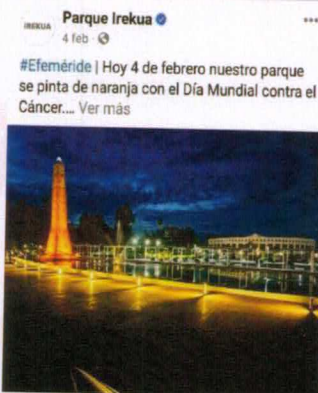 IREKUA
Parque Irekua
4 feb
#Efeméride | Hoy 4 de febrero nuestro parque
se pinta de naranja con el Día Mundial contra el
Cáncer.... Ver más